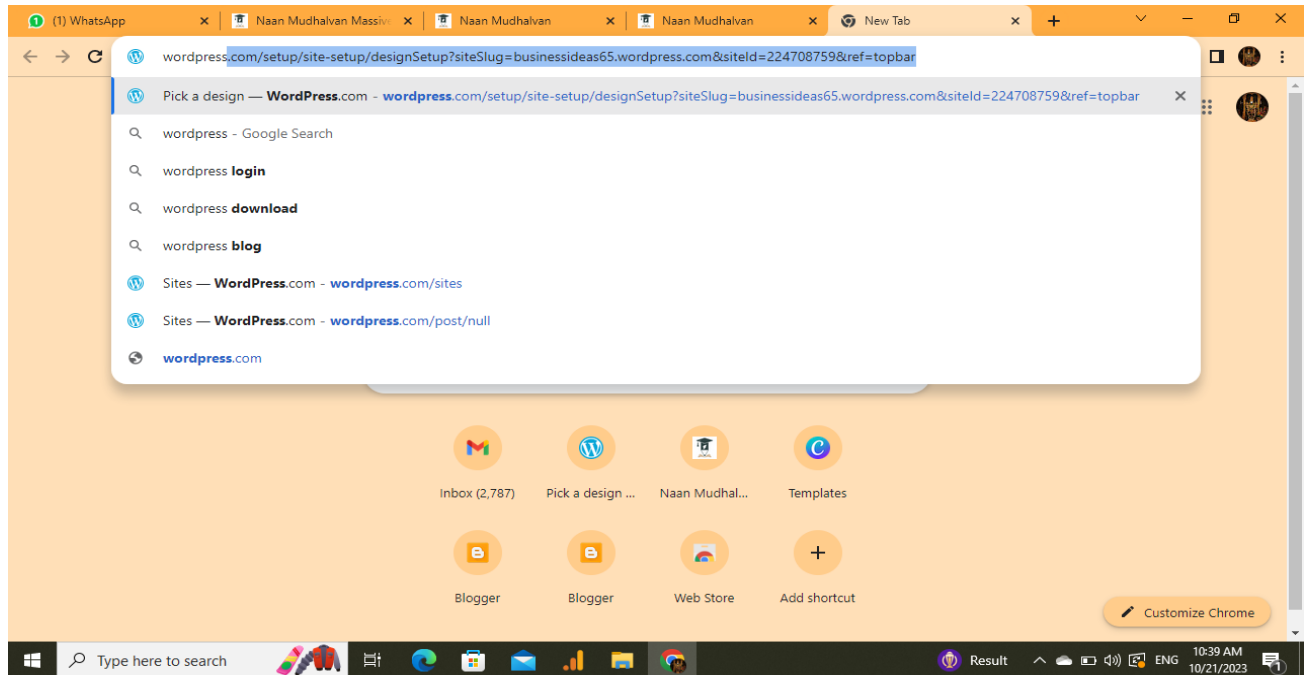 1 (1) WhatsApp
Naan Mudhalvan Massive
Naan Mudhalvan
Naan Mudhalvan
New Tab
wordpress.com/setup/site-setup/designSetup?siteSlug=businessideas65.wordpress.com&siteId=224708759&ref=topbar
Pick a design — WordPress.com - wordpress.com/setup/site-setup/designSetup?siteSlug=businessideas65.wordpress.com&siteId=224708759&ref=topbar
wordpress - Google Search
wordpress login
wordpress download
wordpress blog
Sites — WordPress.com - wordpress.com/sites
Sites — WordPress.com - wordpress.com/post/null
wordpress.com
Inbox (2,787)
Pick a design ...
Naan Mudhal...
Templates
Blogger
Blogger
Web Store
Add shortcut
Customize Chrome
Type here to search
Result
ENG
10:39 AM
10/21/2023
1